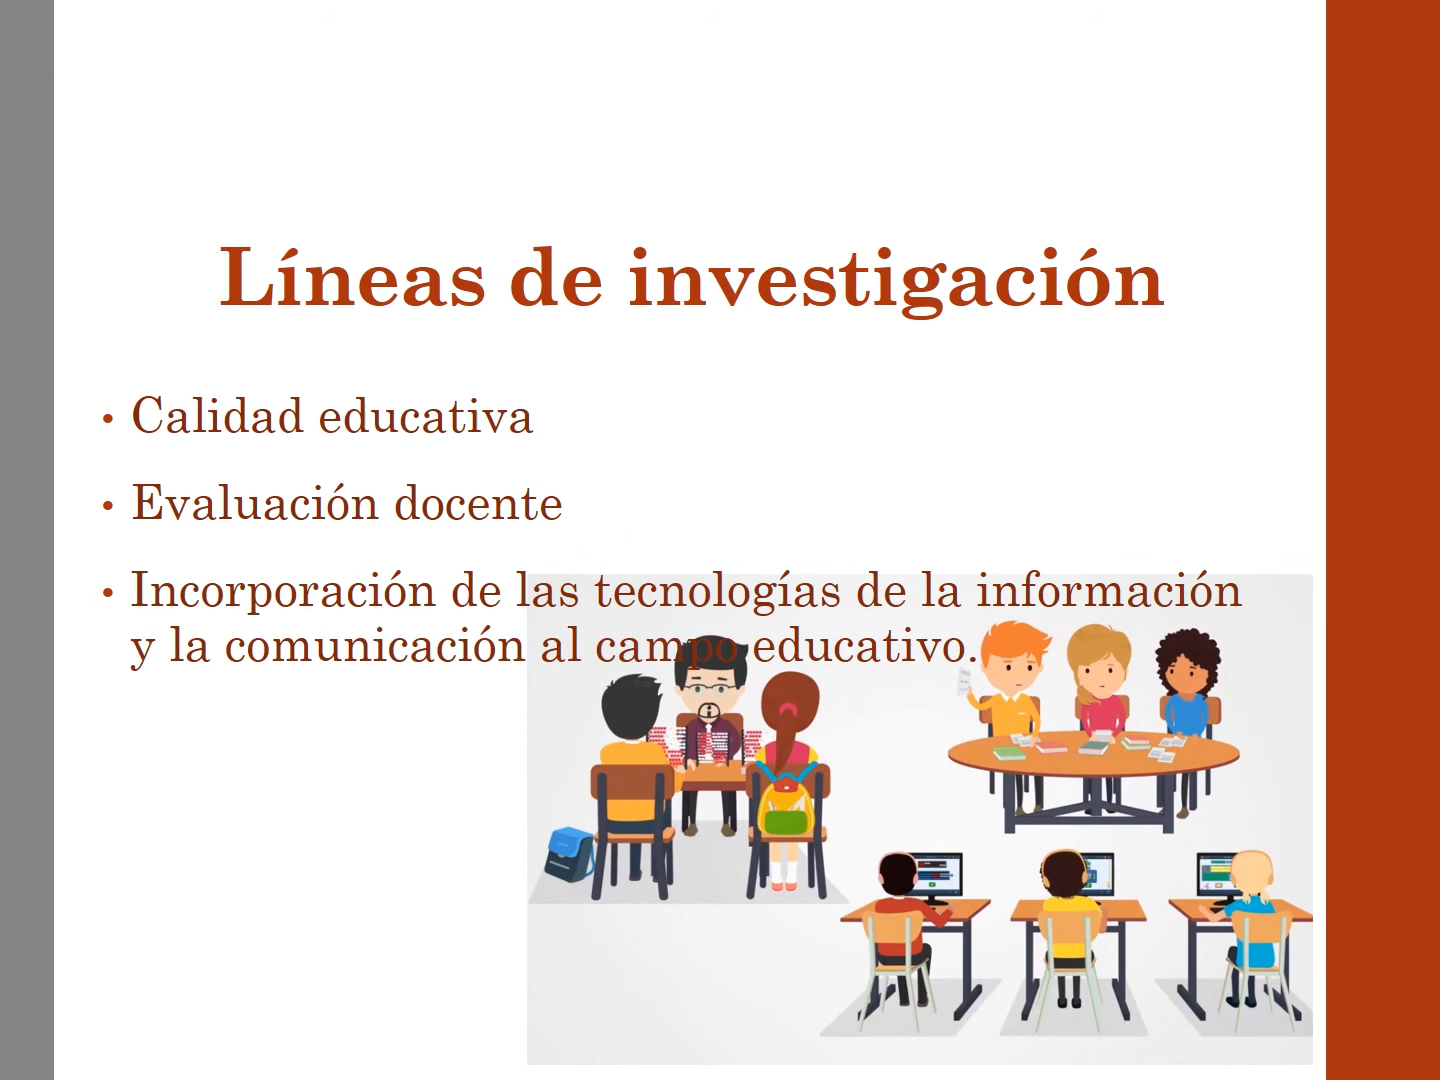 Líneas de investigación
• Calidad educativa
• Evaluación docente
• Incorporación de las tecnologías de la información
y la comunicación al campo educativo.